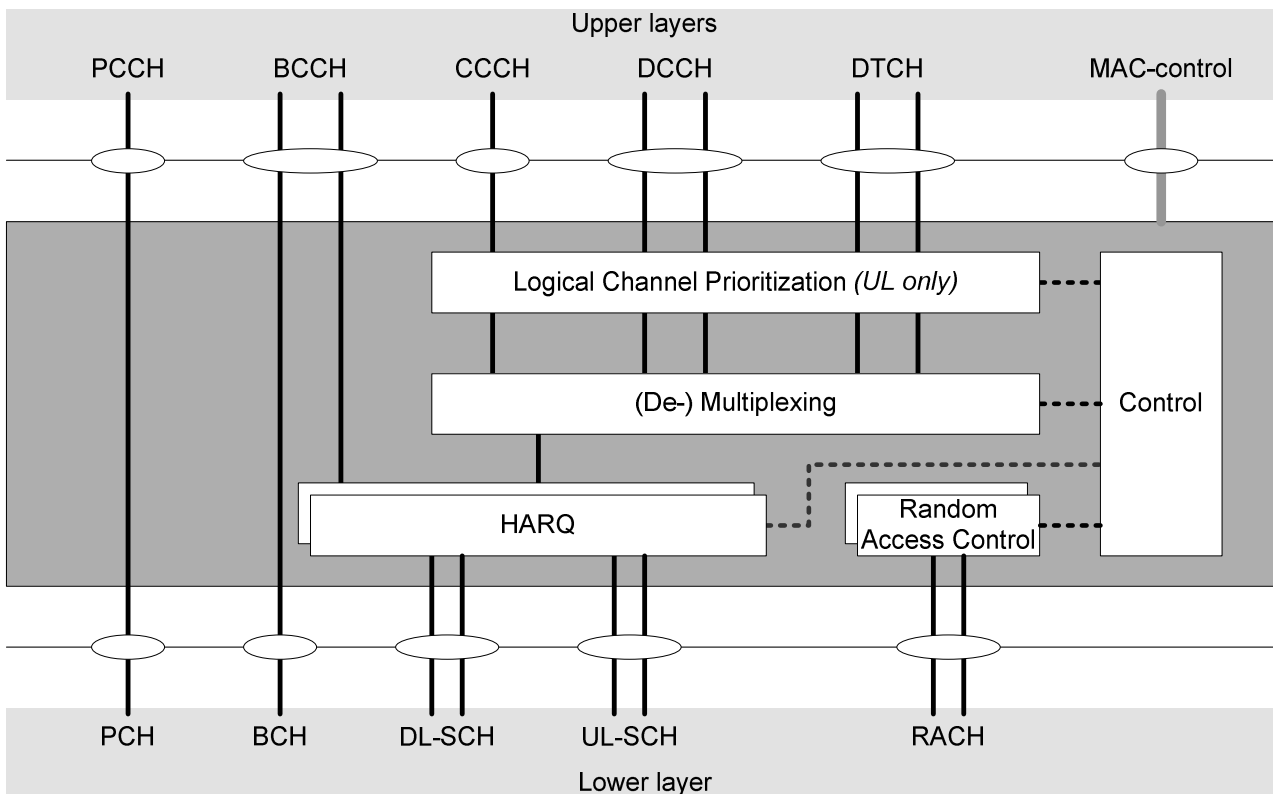 Upper layers
PCCH BCCH CCCH DCCH DTCH MAC-control
Logical Channel Prioritization (UL only)
(De-) Multiplexing
Control
HARQ
Random
Access Control
PCH BCH DL-SCH UL-SCH RACH
Lower layer